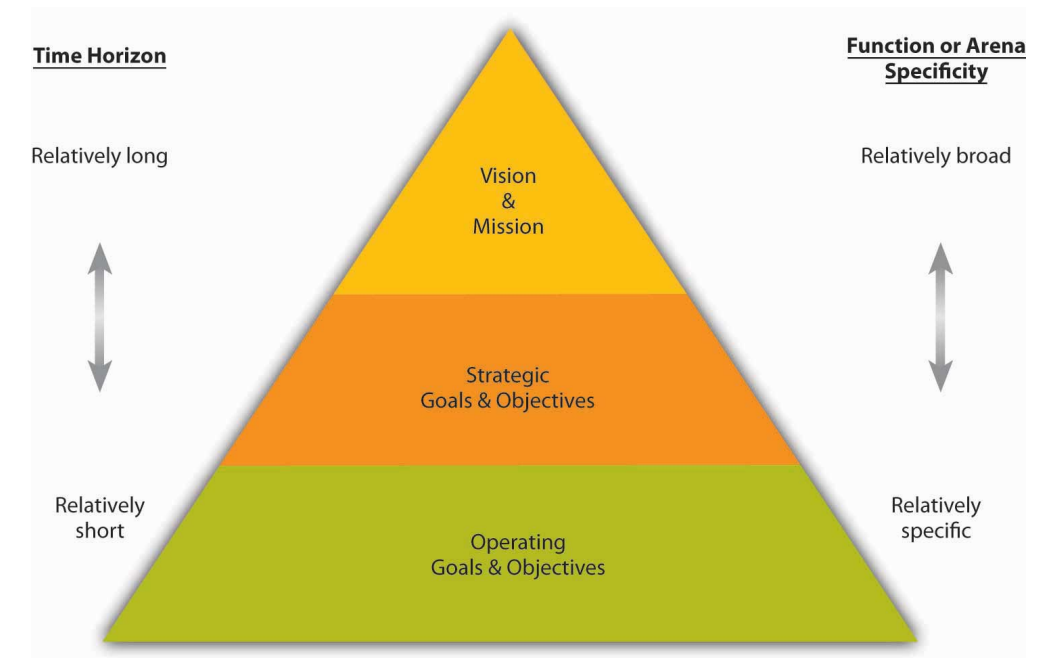 Time Horizon
Function or Arena
Specificity
Relatively long
Relatively broad
Vision
&
Mission
Strategic
Goals & Objectives
Relatively
short
Relatively
specific
Operating
Goals & Objectives